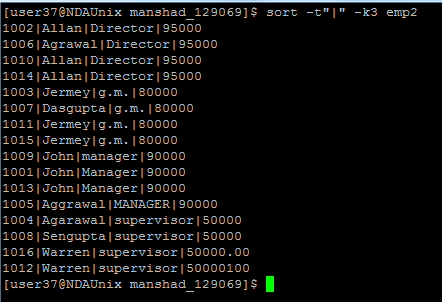 [user37@NDAUnix manshad_129069]$ sort -t"|" -k3 emp2
1002|Allan|Director|95000
1006|Agrawal|Director|95000
1010|Allan|Director|95000
1014|Allan|Director|95000
1003|Jermey|g.m.|80000
1007|Dasgupta|g.m.|80000
1011|Jermey|g.m.|80000
1015|Jermey|g.m.|80000
1009|John|manager|90000
1001|John|Manager|90000
1013|John|Manager|90000
1005|Aggrawal|MANAGER|90000
1004|Agarawal|supervisor|50000
1008|Sengupta|supervisor|50000
1016|Warren|supervisor|50000.00
1012|Warren|supervisor|50000100
[user37@NDAUnix manshad_129069]$